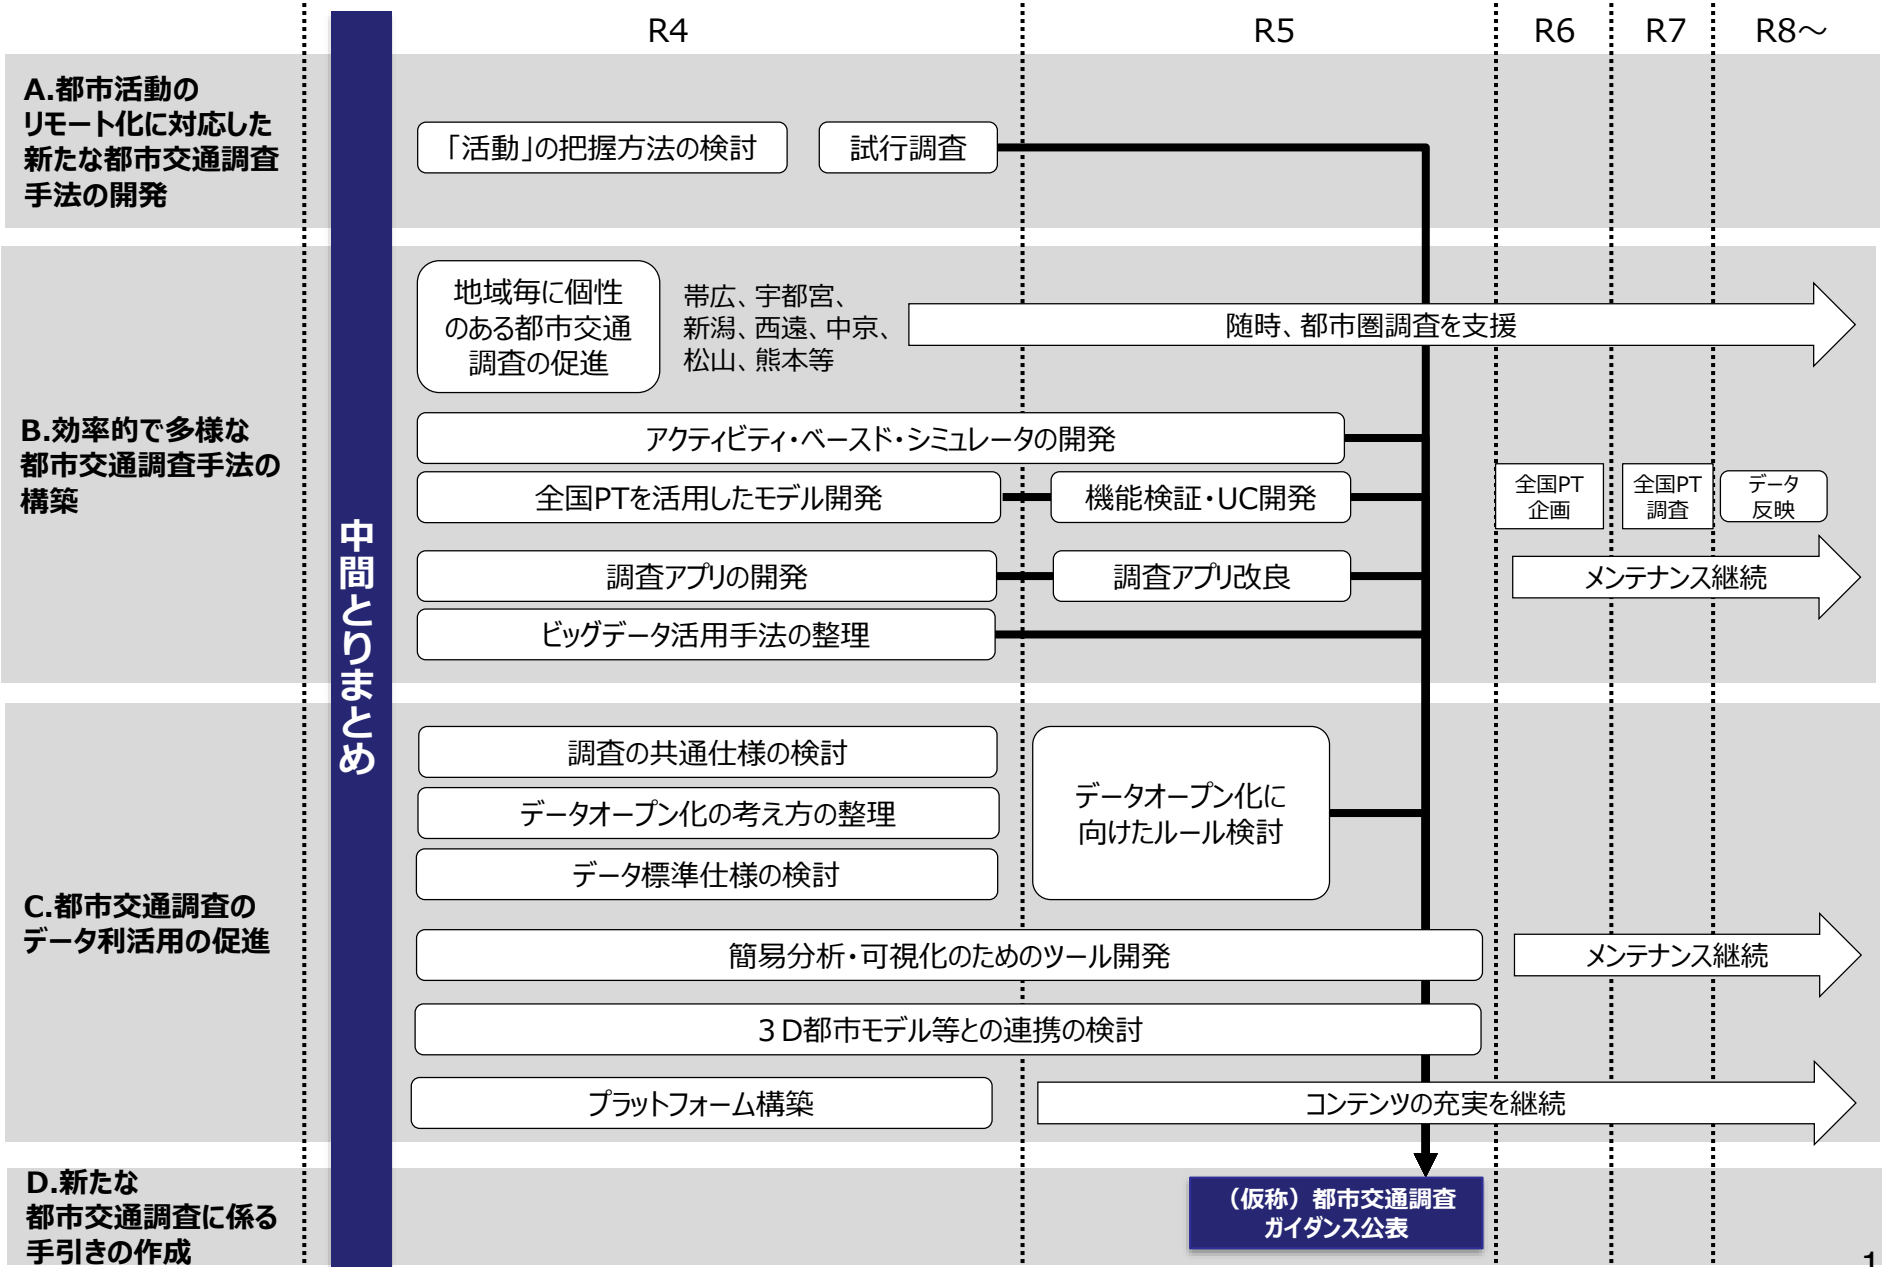 R4
R5
R6
R7
R8～
中間とりまとめ
A.都市活動の
リモート化に対応した
新たな都市交通調査
手法の開発
「活動」の把握方法の検討
試行調査
B.効率的で多様な
都市交通調査手法の
構築
地域毎に個性
のある都市交通
調査の促進
帯広、宇都宮、
新潟、西遠、中京、
松山、熊本等
随時、都市圏調査を支援
アクティビティ・ベースド・シミュレータの開発
全国PTを活用したモデル開発
機能検証・UC開発
全国PT
企画
全国PT
調査
データ
反映
調査アプリの開発
調査アプリ改良
メンテナンス継続
ビッグデータ活用手法の整理
C.都市交通調査の
データ利活用の促進
調査の共通仕様の検討
データオープン化の考え方の整理
データ標準仕様の検討
データオープン化に
向けたルール検討
簡易分析・可視化のためのツール開発
メンテナンス継続
３D都市モデル等との連携の検討
プラットフォーム構築
コンテンツの充実を継続
D.新たな
都市交通調査に係る
手引きの作成
（仮称）都市交通調査
ガイダンス公表
1